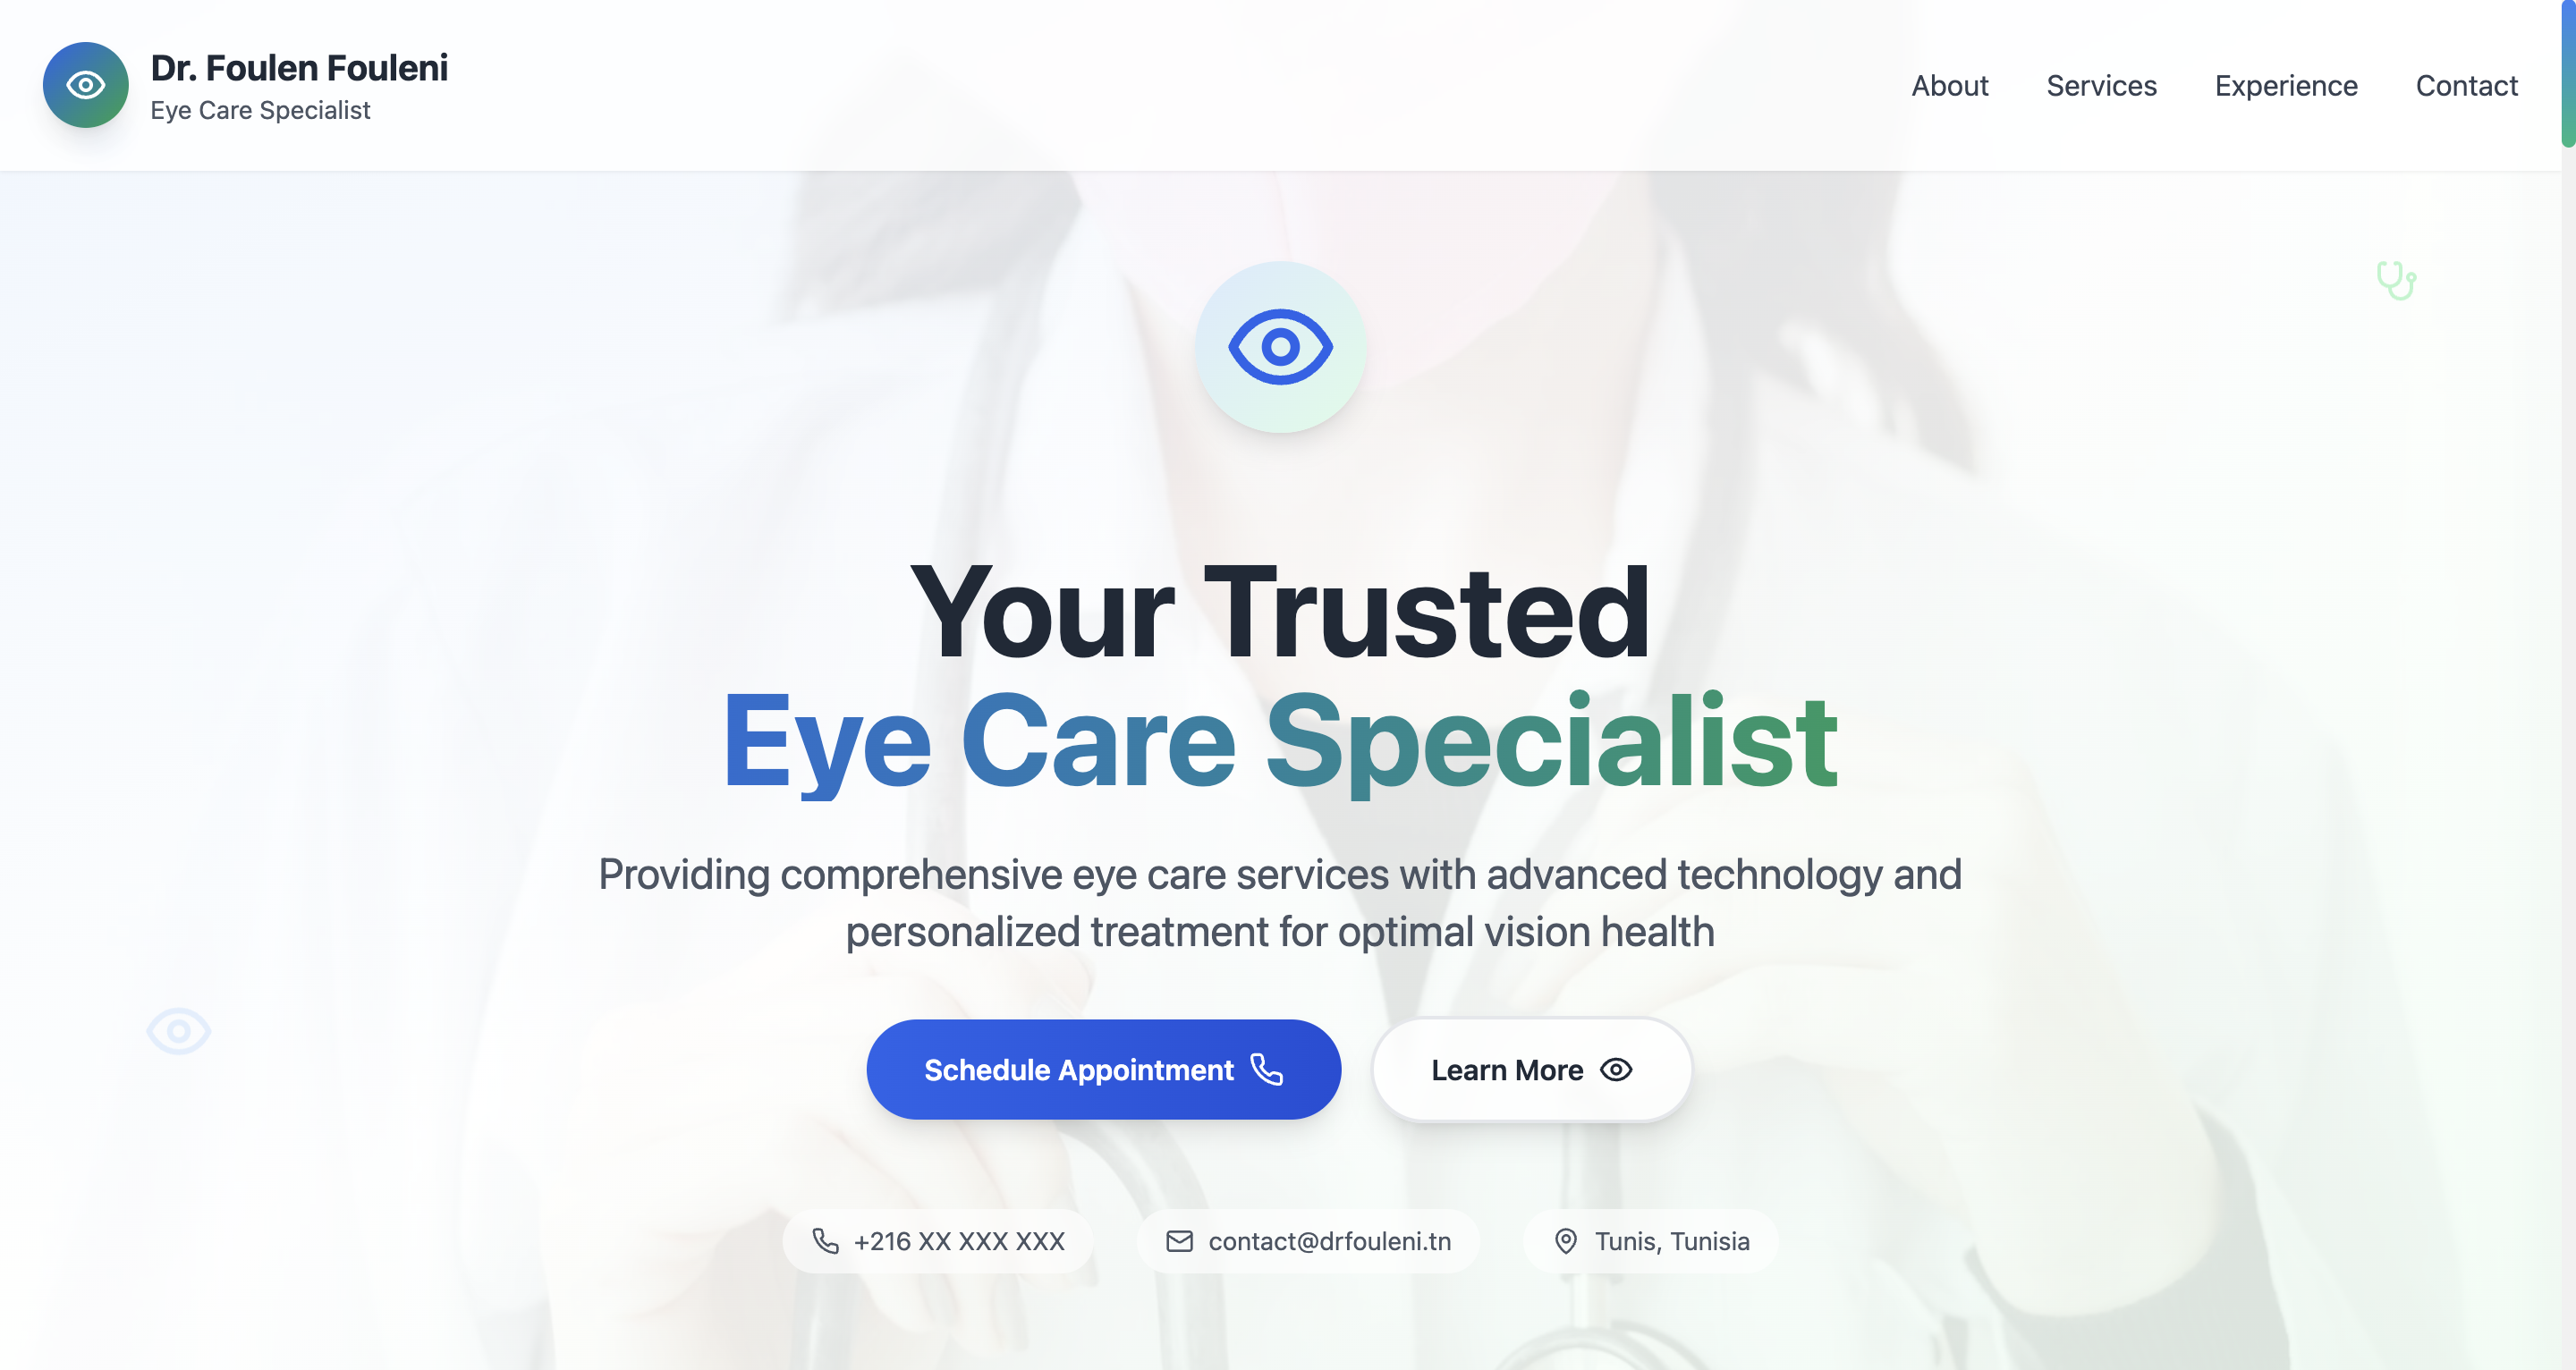 Dr. Foulen Fouleni
Eye Care Specialist
About
Services
Experience
Contact
Your Trusted
Eye Care Specialist
Providing comprehensive eye care services with advanced technology and
personalized treatment for optimal vision health
Schedule Appointment
Learn More
+216 XX XXX XXX
contact@drfouleni.tn
Tunis, Tunisia